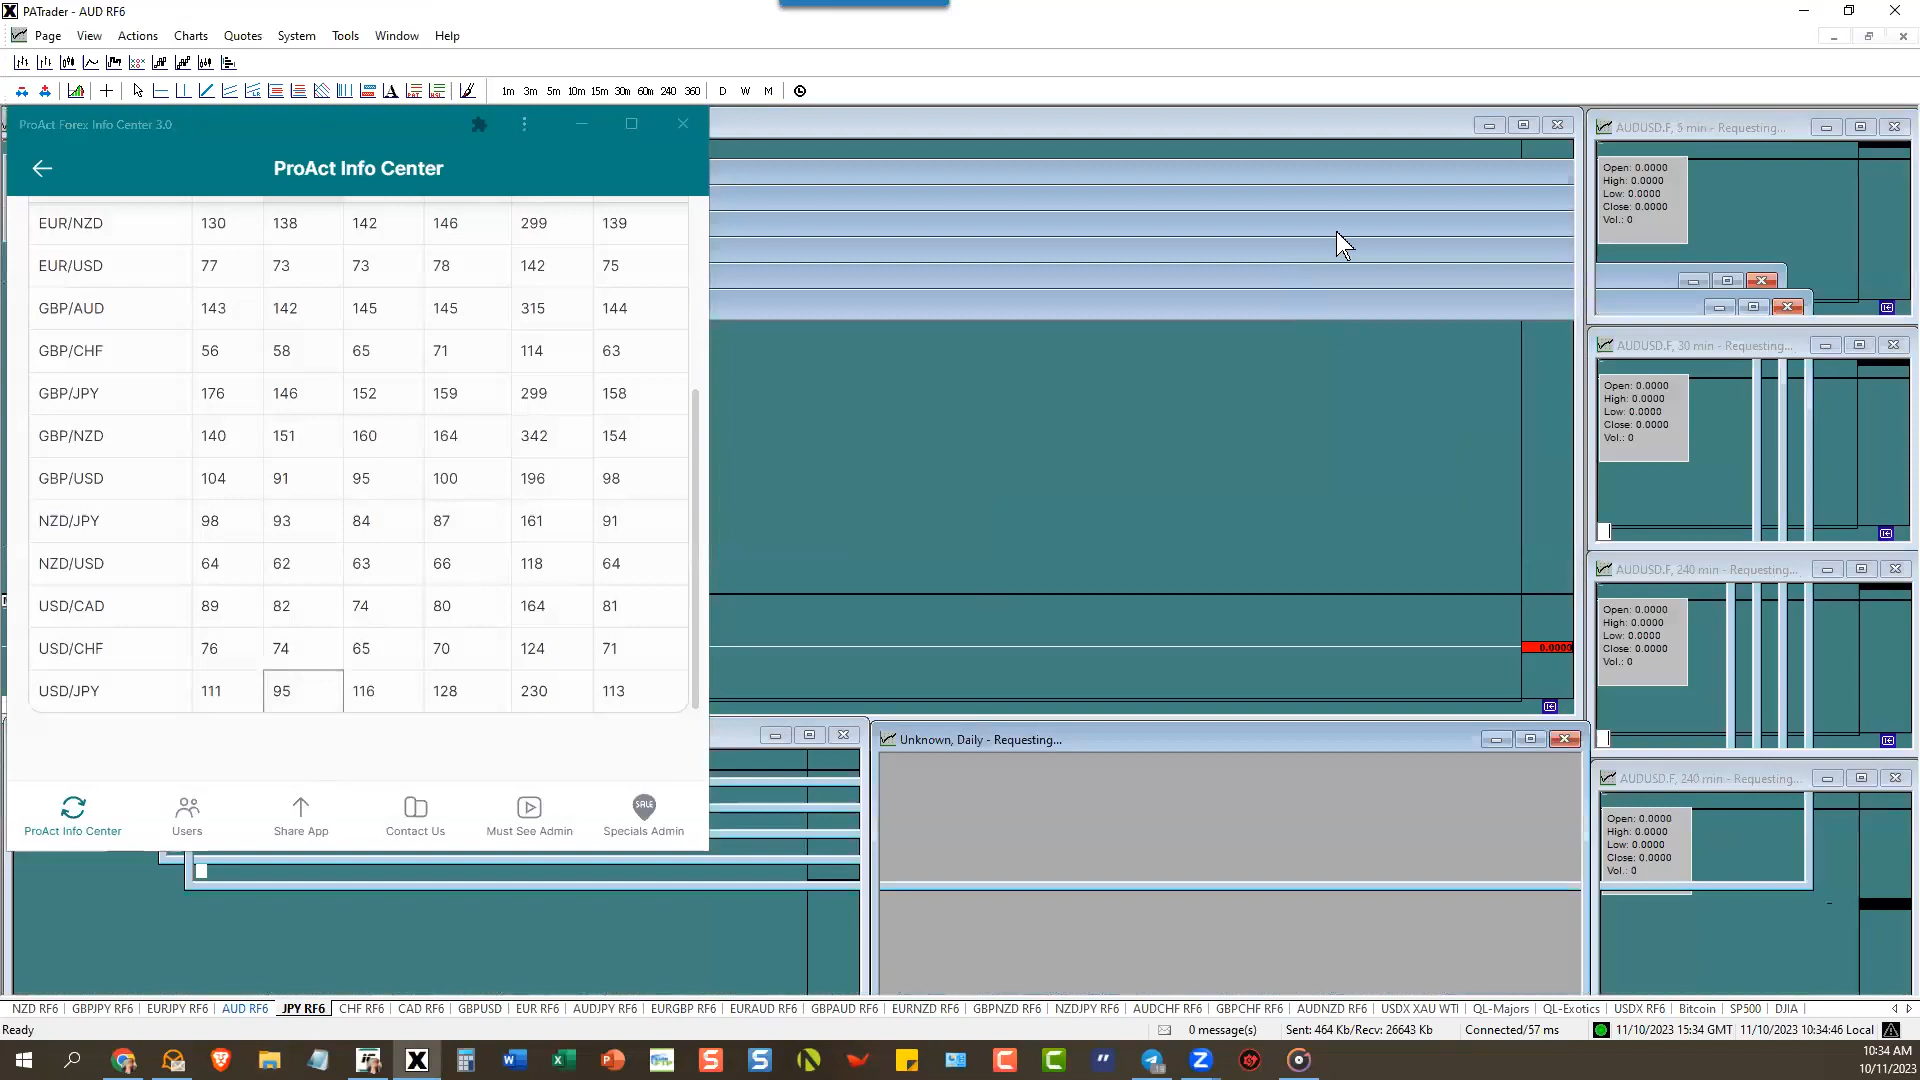 PATrader - AUD RF6
Page View Actions Charts Quotes System Tools Window Help
1m 3m 5m 10m 15m 30m 60m 240 360 D W M
ProAct Forex Info Center 3.0
ProAct Info Center
EUR/NZD 130 138 142 146 299 139
EUR/USD 77 73 73 78 142 75
GBP/AUD 143 142 145 145 315 144
GBP/CHF 56 58 65 71 114 63
GBP/JPY 176 146 152 159 299 158
GBP/NZD 140 151 160 164 342 154
GBP/USD 104 91 95 100 196 98
NZD/JPY 98 93 84 87 161 91
NZD/USD 64 62 63 66 118 64
USD/CAD 89 82 74 80 164 81
USD/CHF 76 74 65 70 124 71
USD/JPY 111 95 116 128 230 113
ProAct Info Center
Users
Share App
Contact Us
Must See Admin
SALE
Specials Admin
0.0000
Unknown, Daily - Requesting...
AUDUSD.F, 5 min - Requesting...
Open: 0.0000
High: 0.0000
Low: 0.0000
Close: 0.0000
Vol.: 0
AUDUSD.F, 30 min - Requesting...
Open: 0.0000
High: 0.0000
Low: 0.0000
Close: 0.0000
Vol.: 0
AUDUSD.F, 240 min - Requesting...
Open: 0.0000
High: 0.0000
Low: 0.0000
Close: 0.0000
Vol.: 0
AUDUSD.F, 240 min - Requesting...
Open: 0.0000
High: 0.0000
Low: 0.0000
Close: 0.0000
Vol.: 0
NZD RF6 GBPJPY RF6 EURJPY RF6 AUD RF6 JPY RF6 CHF RF6 CAD RF6 GBPUSD EUR RF6 AUDJPY RF6 EURGBP RF6 EURAUD RF6 GBPAUD RF6 EURNZD RF6 GBPNZD RF6 NZDJPY RF6 AUDCHF RF6 GBPCHF RF6 AUDNZD RF6 USDX XAU WTI QL-Majors QL-Exotics USDX RF6 Bitcoin SP500 DJIA
Ready 0 message(s) Sent: 464 Kb/Recv: 26643 Kb Connected/57 ms 11/10/2023 15:34 GMT 11/10/2023 10:34:46 Local
10:34 AM
10/11/2023